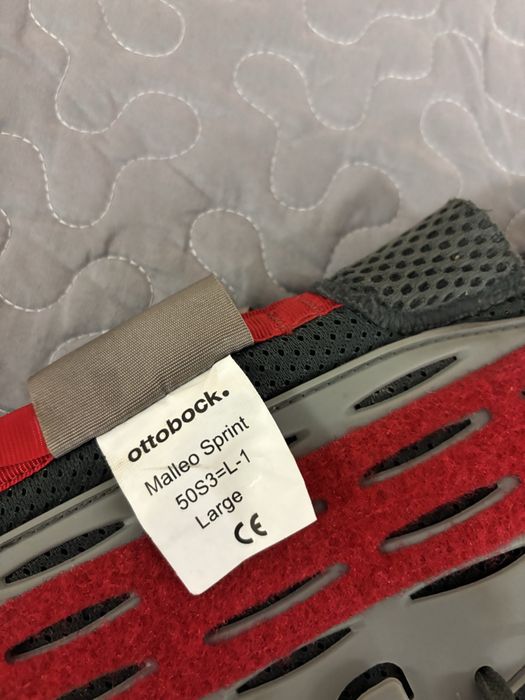 ottobock.
Malleo Sprint
50S3=L-1
Large
CE